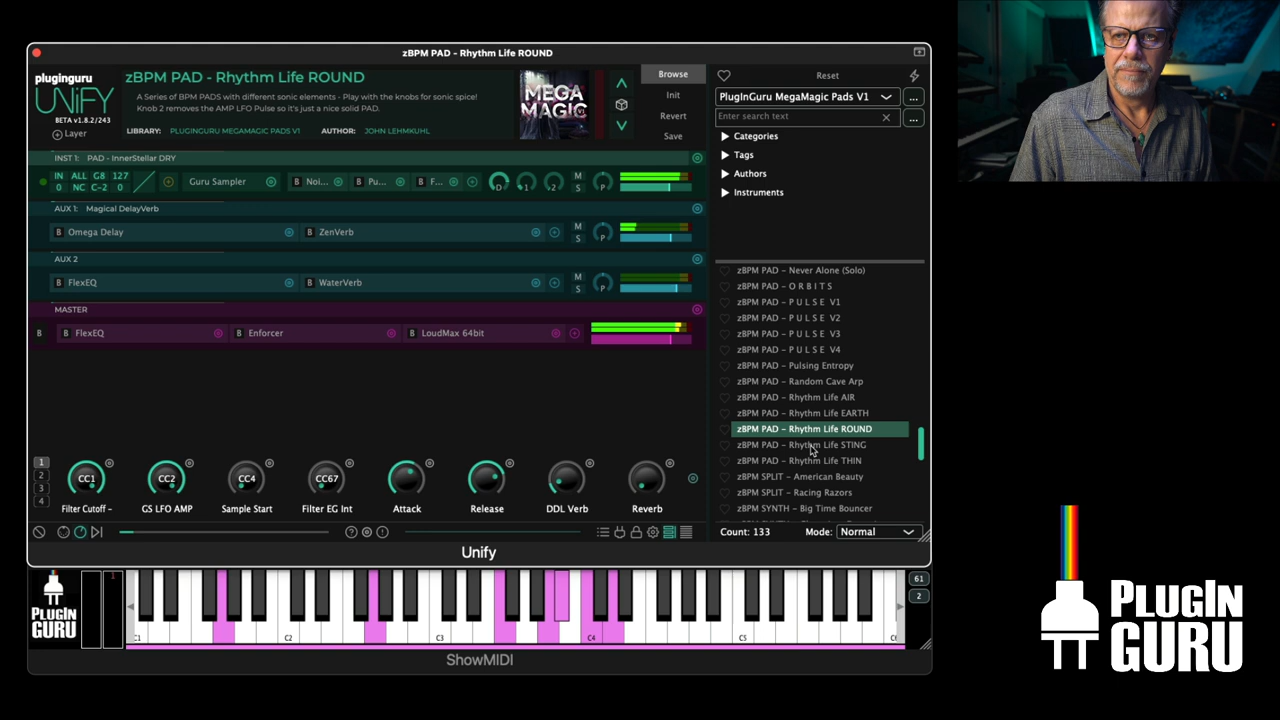 zBPM PAD - Rhythm Life ROUND
pluginguru
UNiFY
BETA v1.8.2/243
Layer
zBPM PAD - Rhythm Life ROUND
A Series of BPM PADS with different sonic elements - Play with the knobs for sonic spice!
Knob 2 removes the AMP LFO Pulse so it's just a nice solid PAD.
LIBRARY: PLUGINGURU MEGAMAGIC PADS V1 AUTHOR: JOHN LEHMKUHL
MEGA
MAGIC
Browse
Init
Revert
Save
Reset
PlugInGuru MegaMagic Pads V1
...
Enter search text
...
Categories
Tags
Authors
Instruments
INST 1: PAD - InnerStellar DRY
IN ALL G8 127
0 NC C-2 0
Guru Sampler
B Noi...
B Pu...
B F...
D 1 2
M
S
P
AUX 1: Magical DelayVerb
B Omega Delay
B ZenVerb
M
S
P
AUX 2
B FlexEQ
B WaterVerb
M
S
P
MASTER
B
B FlexEQ
B Enforcer
B LoudMax 64bit
zBPM PAD - Never Alone (Solo)
zBPM PAD - O R B I T S
zBPM PAD - P U L S E V1
zBPM PAD - P U L S E V2
zBPM PAD - P U L S E V3
zBPM PAD - P U L S E V4
zBPM PAD - Pulsing Entropy
zBPM PAD - Random Cave Arp
zBPM PAD - Rhythm Life AIR
zBPM PAD - Rhythm Life EARTH
zBPM PAD - Rhythm Life ROUND
zBPM PAD - Rhythm Life STING
zBPM PAD - Rhythm Life THIN
zBPM SPLIT - American Beauty
zBPM SPLIT - Racing Razors
zBPM SYNTH - Big Time Bouncer
1
2
3
4
CC1 CC2 CC4 CC67
Filter Cutoff - GS LFO AMP Sample Start Filter EG Int Attack Release DDL Verb Reverb
Count: 133 Mode: Normal
Unify
PLUGIN
GURU
1
C1 C2 C3 C4 C5
61
2
ShowMIDI
PLUGIN
GURU